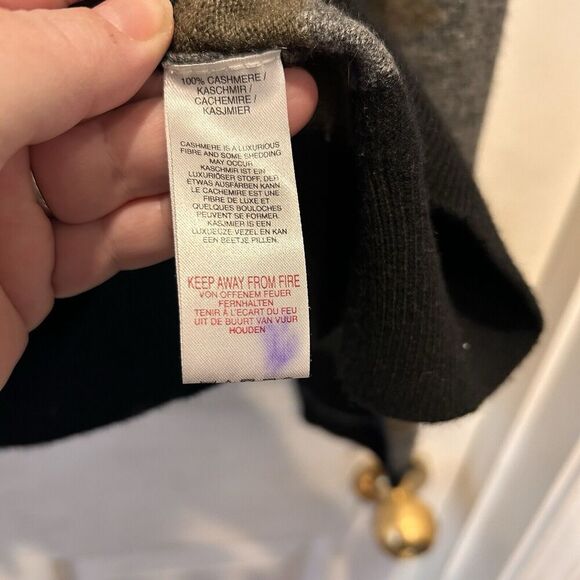 100% CASHMERE /
KASCHMIR /
CACHEMIRE /
KASJMIER
CASHMERE IS A LUXURIOUS
FIBRE AND SOME SHEDDING
MAY OCCUR.
KASCHMIR IST EIN
LUXURIÖSER STOFF, DER
ETWAS AUSFÄRBEN KANN
LE CACHEMIRE EST UNE
FIBRE DE LUXE ET
QUELQUES BOULOCHES
PEUVENT SE FORMER.
KASJMIER IS EEN
LUXUEUZE VEZEL EN KAN
EEN BEETJE PILLEN.
KEEP AWAY FROM FIRE
VON OFFENEM FEUER
FERNHALTEN
TENIR À L'ECART DU FEU
UIT DE BUURT VAN VUUR
HOUDEN